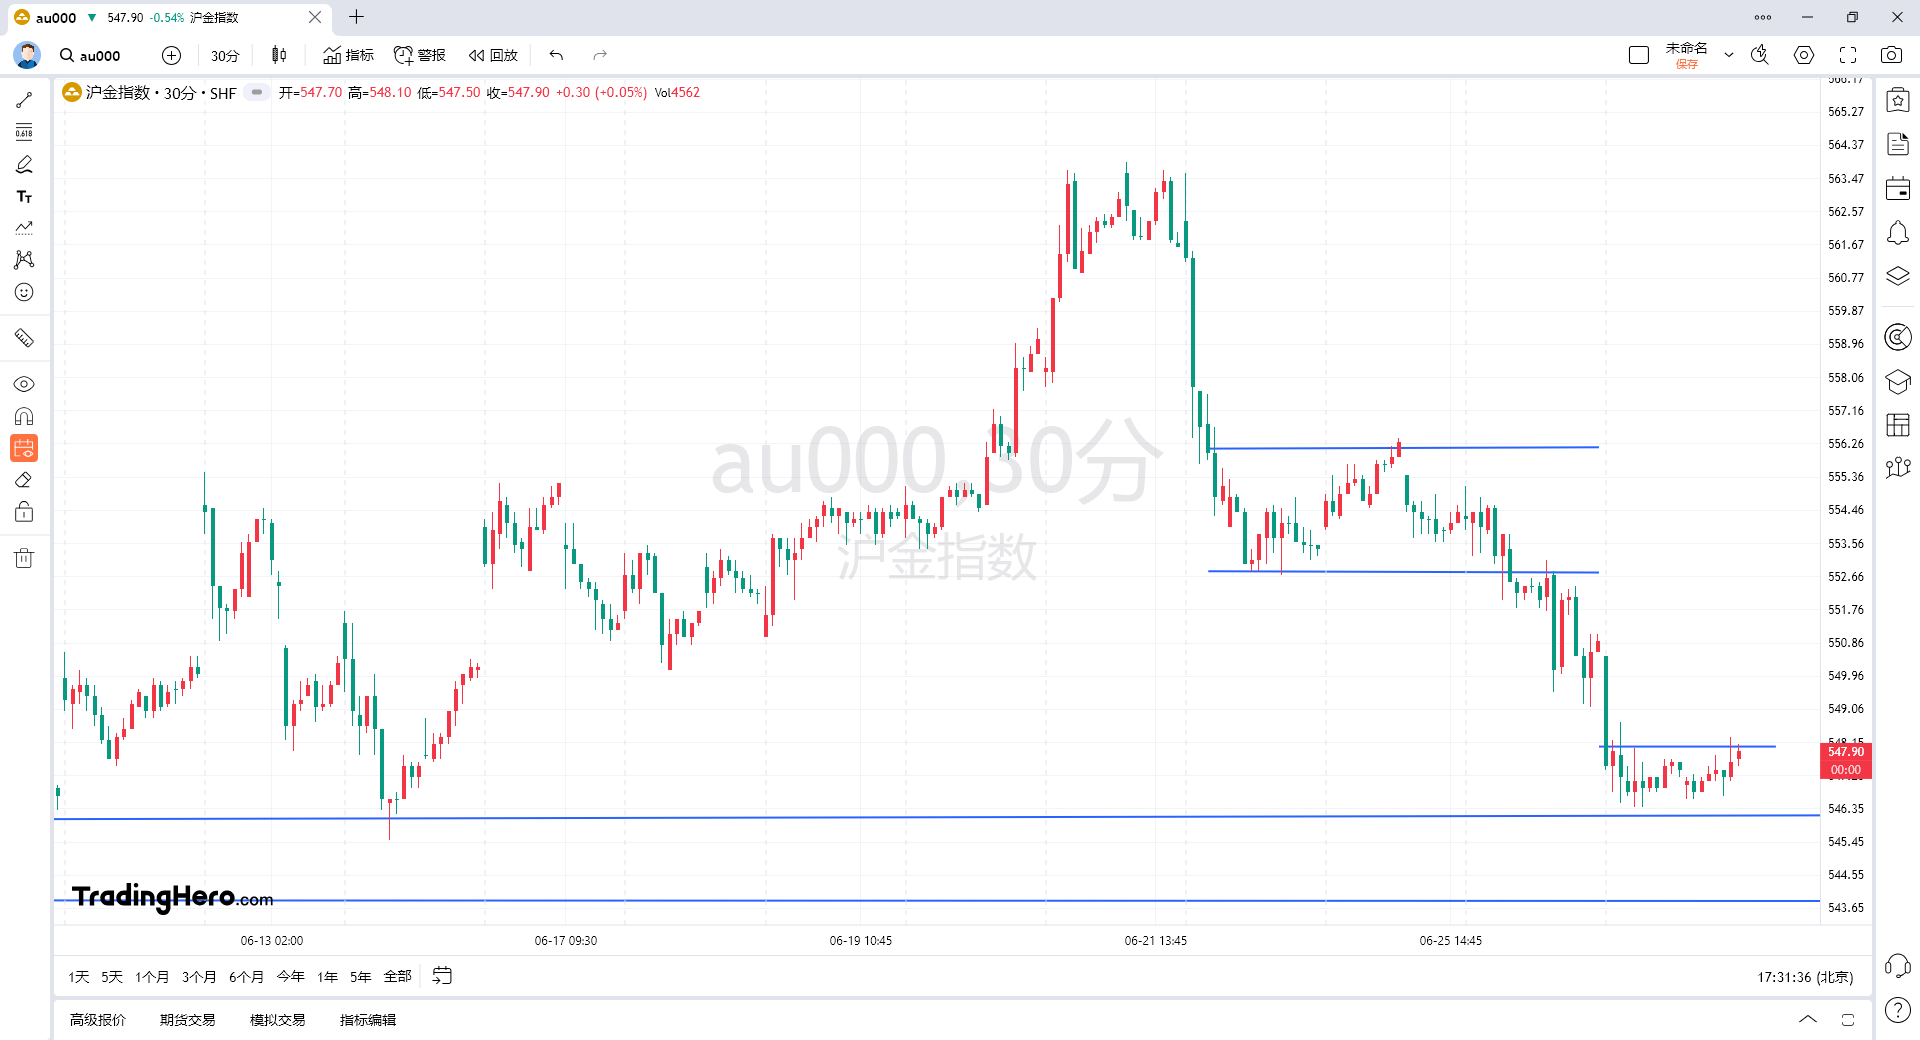 au000 ▼ 547.90 -0.54% 沪金指数
au000 30分 指标 警报 回放 未命名
保存
沪金指数 • 30分 • SHF 开=547.70 高=548.10 低=547.50 收=547.90 +0.30 (+0.05%) Vol4562
0.618
TT
566.17
565.27
564.37
563.47
562.57
561.67
560.77
559.87
558.96
558.06
557.16
556.26
555.36
554.46
553.56
552.66
551.76
550.86
549.96
549.06
548.15
547.90
00:00
546.35
545.45
544.55
543.65
au000, 30分
沪金指数
TradingHero.com
06-13 02:00 06-17 09:30 06-19 10:45 06-21 13:45 06-25 14:45
1天 5天 1个月 3个月 6个月 今年 1年 5年 全部 17:31:36 (北京)
高级报价 期货交易 模拟交易 指标编辑